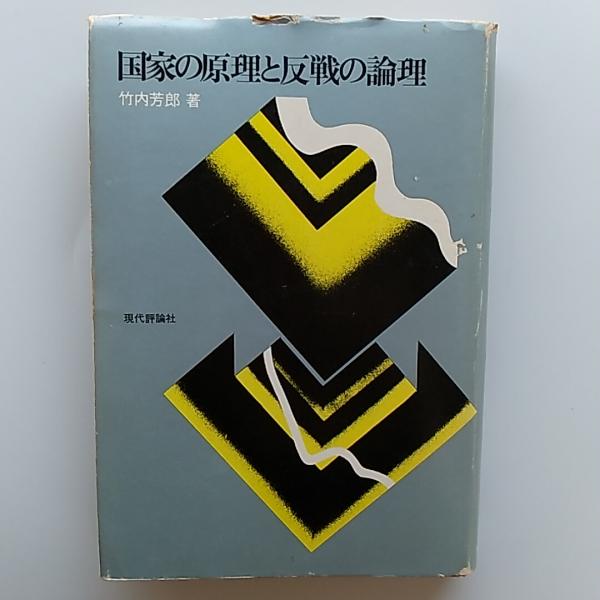 国家の原理と反戦の論理
竹内芳郎 著
現代評論社